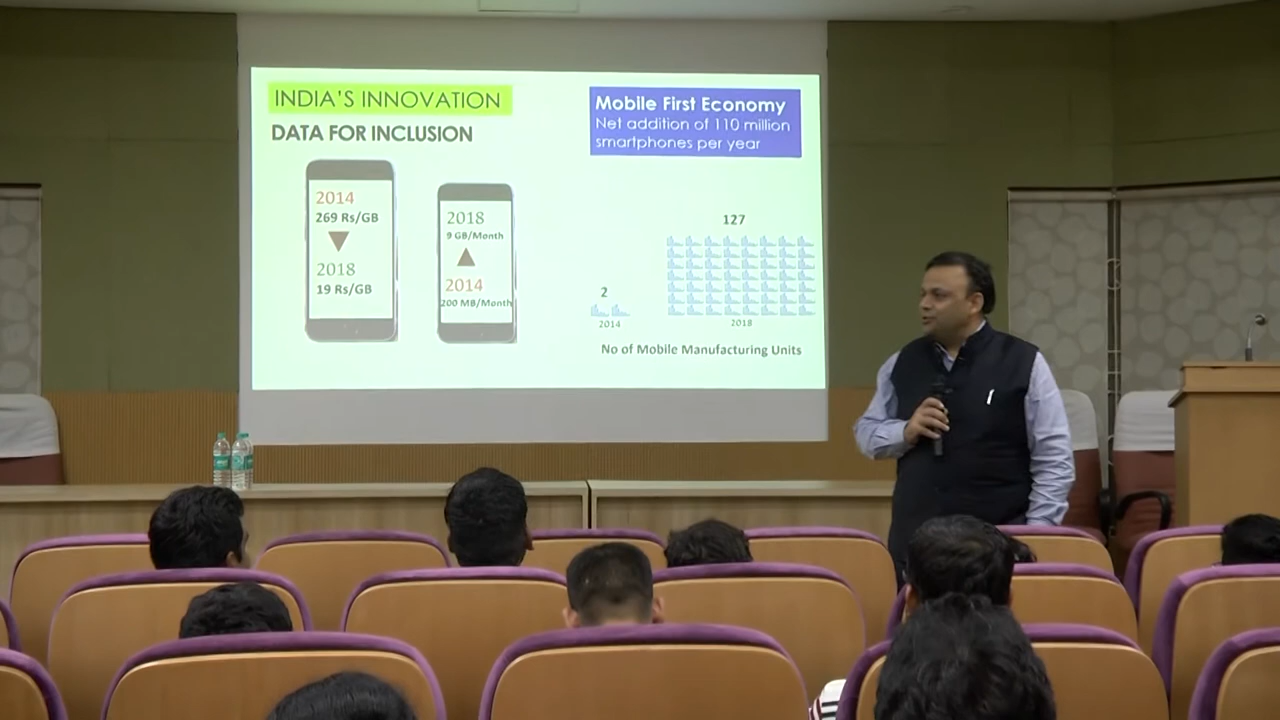 INDIA'S INNOVATION
DATA FOR INCLUSION
2014
269 Rs/GB
2018
19 Rs/GB
2018
9 GB/Month
2014
200 MB/Month
Mobile First Economy
Net addition of 110 million
smartphones per year
127
2
2014
2018
No of Mobile Manufacturing Units